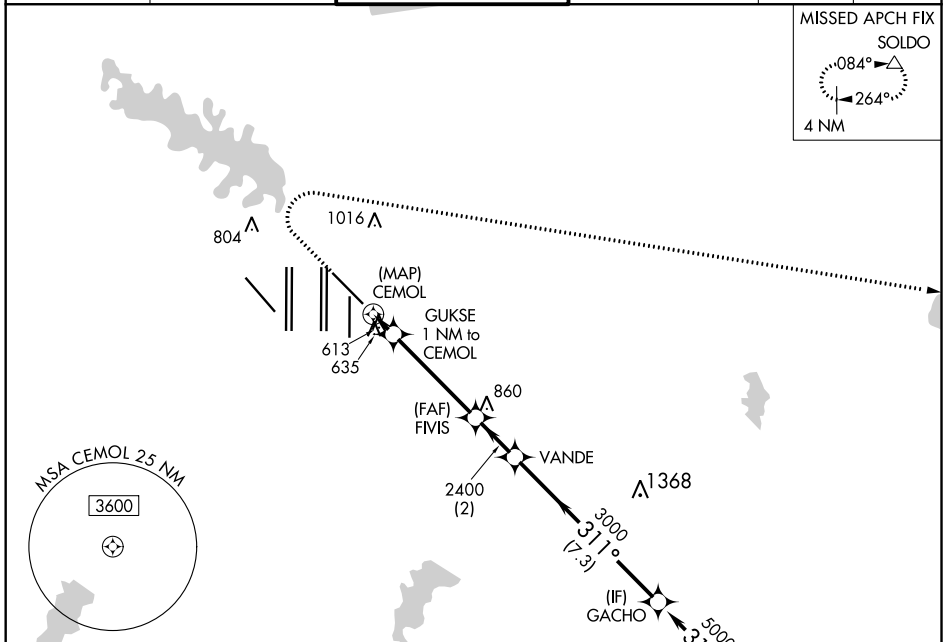 MISSED APCH FIX
SOLDO
084°
264°
4 NM
1016
804
(MAP)
CEMOL
GUKSE
1 NM to
CEMOL
613
635
860
(FAF)
FIVIS
VANDE
2400
(2)
1368
MSA CEMOL 25 NM
3600
3000
311°
(7.3)
(IF)
GACHO
5000